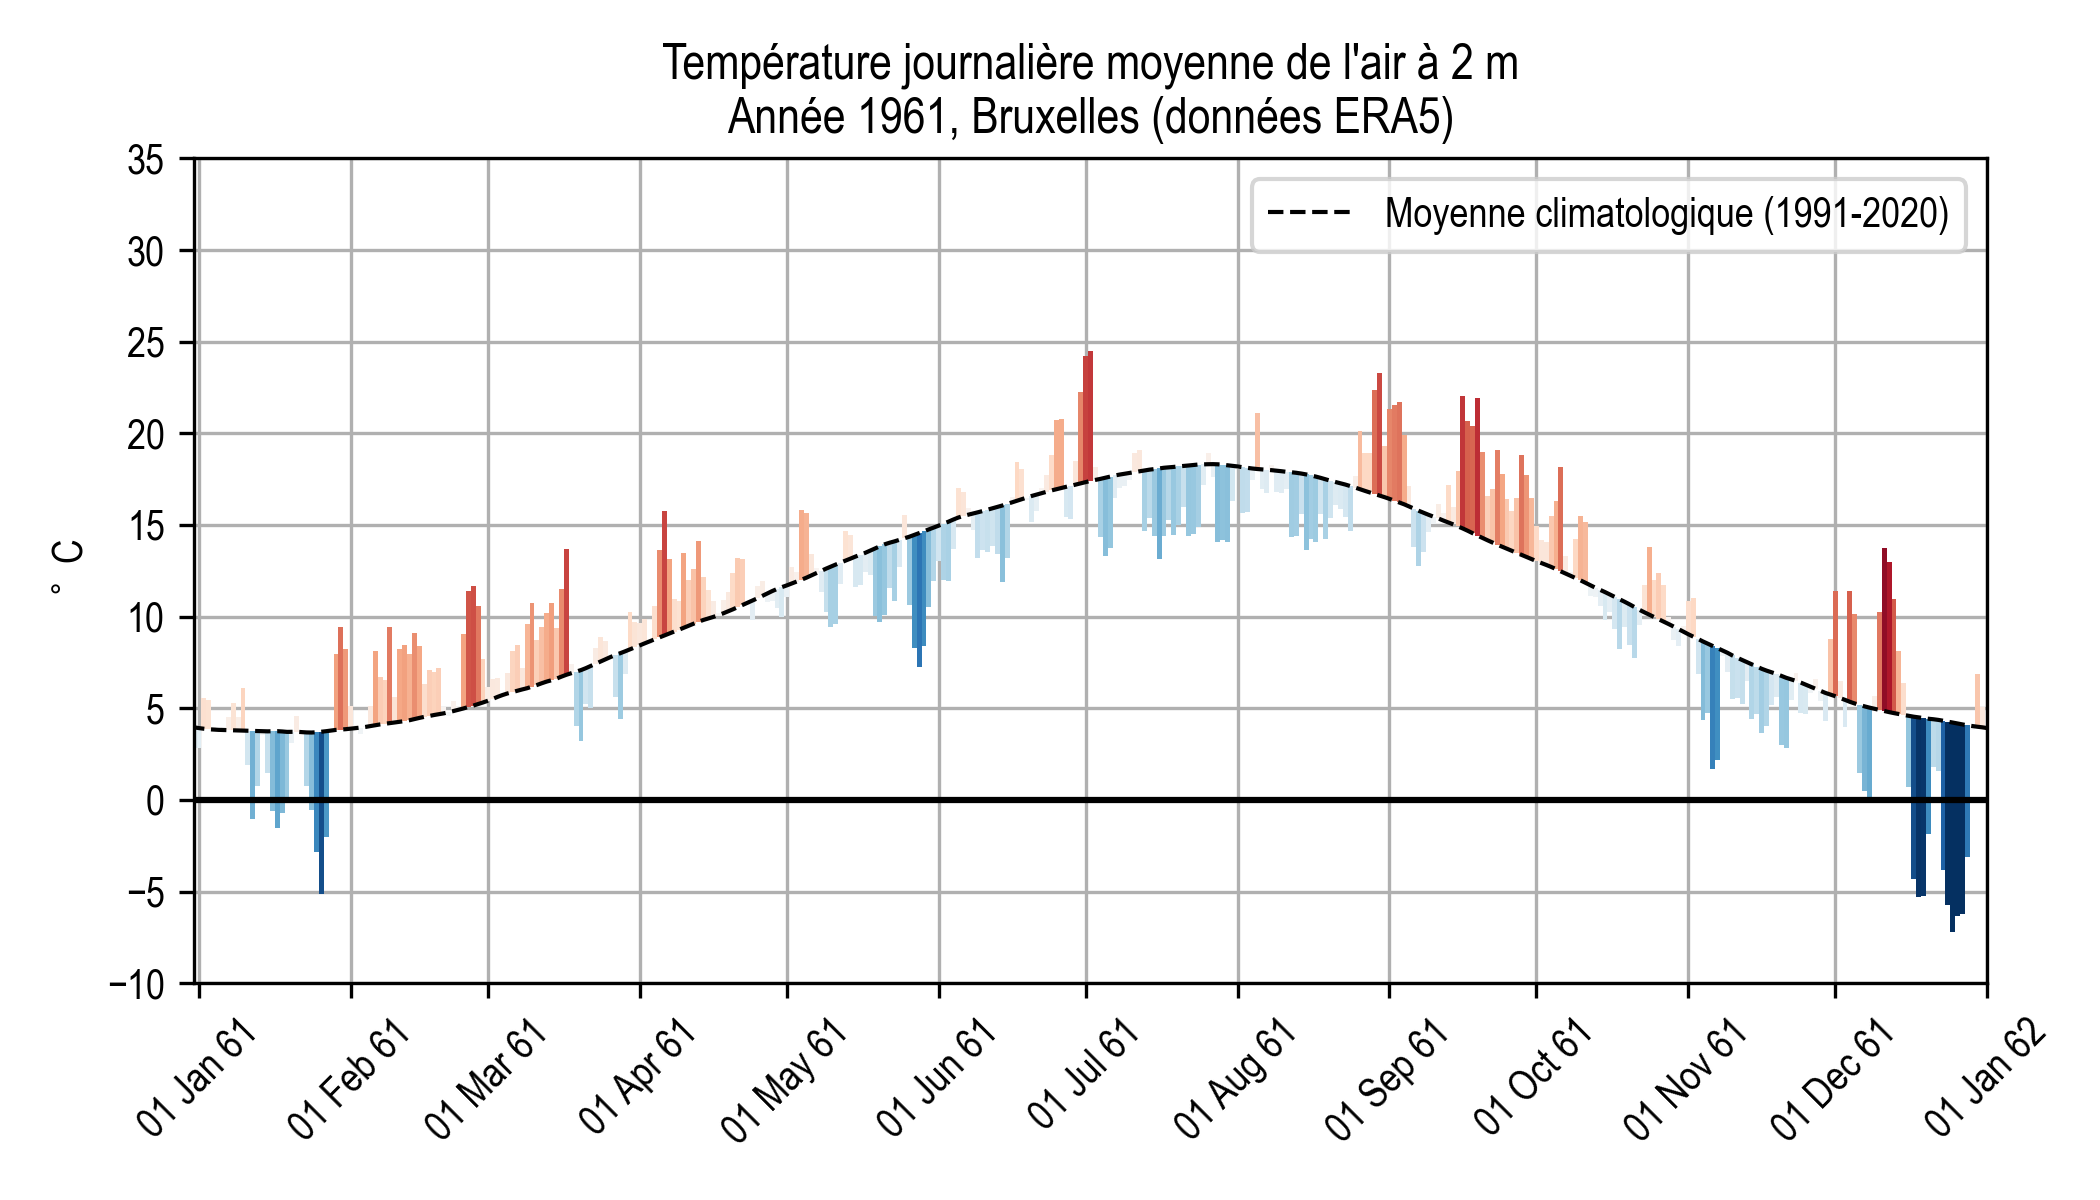 Température journalière moyenne de l'air à 2 m
Année 1961, Bruxelles (données ERA5)
Moyenne climatologique (1991-2020)
° C
35
30
25
20
15
10
5
0
−5
−10
01 Jan 61
01 Feb 61
01 Mar 61
01 Apr 61
01 May 61
01 Jun 61
01 Jul 61
01 Aug 61
01 Sep 61
01 Oct 61
01 Nov 61
01 Dec 61
01 Jan 62